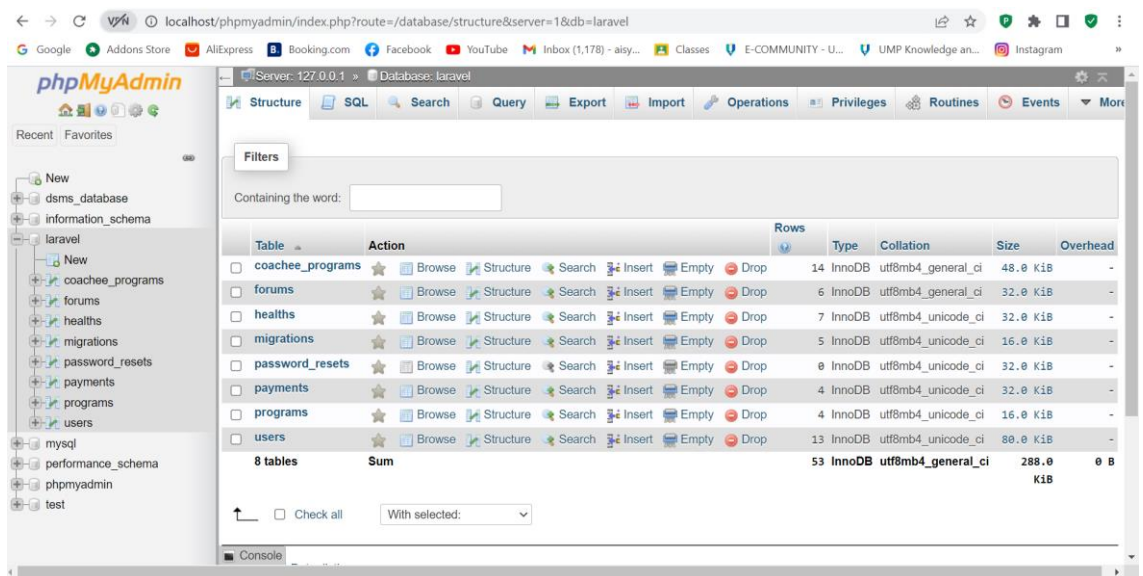 VPN localhost/phpmyadmin/index.php?route=/database/structure&server=1&db=laravel
Google Addons Store AliExpress Booking.com Facebook YouTube Inbox (1,178) - aisy... Classes E-COMMUNITY - U... UMP Knowledge an... Instagram »
phpMyAdmin
Recent Favorites
New
dsms_database
information_schema
laravel
New
coachee_programs
forums
healths
migrations
password_resets
payments
programs
users
mysql
performance_schema
phpmyadmin
test
Server: 127.0.0.1 » Database: laravel
Structure SQL Search Query Export Import Operations Privileges Routines Events More
Filters
Containing the word:
Table Action Rows Type Collation Size Overhead
coachee_programs Browse Structure Search Insert Empty Drop 14 InnoDB utf8mb4_general_ci 48.0 KiB -
forums Browse Structure Search Insert Empty Drop 6 InnoDB utf8mb4_general_ci 32.0 KiB -
healths Browse Structure Search Insert Empty Drop 7 InnoDB utf8mb4_unicode_ci 32.0 KiB -
migrations Browse Structure Search Insert Empty Drop 5 InnoDB utf8mb4_unicode_ci 16.0 KiB -
password_resets Browse Structure Search Insert Empty Drop 0 InnoDB utf8mb4_unicode_ci 32.0 KiB -
payments Browse Structure Search Insert Empty Drop 4 InnoDB utf8mb4_unicode_ci 32.0 KiB -
programs Browse Structure Search Insert Empty Drop 4 InnoDB utf8mb4_unicode_ci 16.0 KiB -
users Browse Structure Search Insert Empty Drop 13 InnoDB utf8mb4_unicode_ci 80.0 KiB -
8 tables Sum 53 InnoDB utf8mb4_general_ci 288.0 KiB 0 B
Check all With selected:
Console